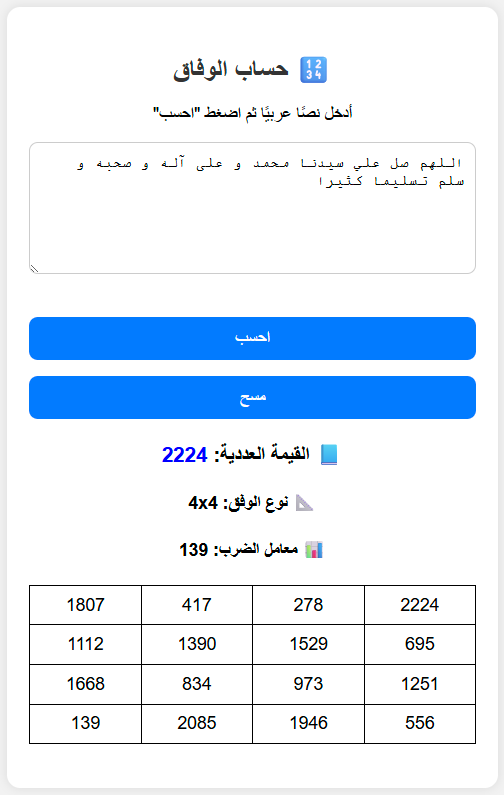 🔢 حساب الوفاق
أدخل نصًا عربيًا ثم اضغط "احسب"
اللهم صل علي سيدنا محمد و على آله و صحبه و
سلم تسليما كثيرا
احسب
مسح
📘 القيمة العددية: 2224
📐 نوع الوفق: 4x4
📊 معامل الضرب: 139
1807 417 278 2224
1112 1390 1529 695
1668 834 973 1251
139 2085 1946 556